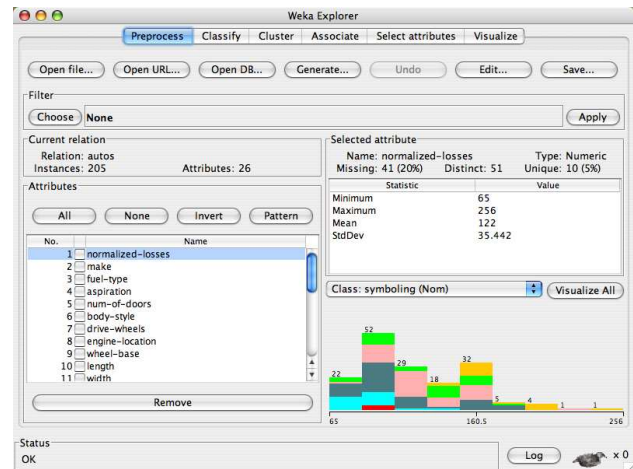 Weka Explorer
Preprocess Classify Cluster Associate Select attributes Visualize
Open file... Open URL... Open DB... Generate... Undo Edit... Save...
Filter
Choose None Apply
Current relation
Relation: autos
Instances: 205 Attributes: 26
Attributes
All None Invert Pattern
No. Name
1 normalized-losses
2 make
3 fuel-type
4 aspiration
5 num-of-doors
6 body-style
7 drive-wheels
8 engine-location
9 wheel-base
10 length
11 width
Remove
Selected attribute
Name: normalized-losses Type: Numeric
Missing: 41 (20%) Distinct: 51 Unique: 10 (5%)
Statistic Value
Minimum 65
Maximum 256
Mean 122
StdDev 35.442
Class: symboling (Nom) Visualize All
22 52 29 18 32 5 4 1 1
65 160.5 256
Status
OK Log x 0